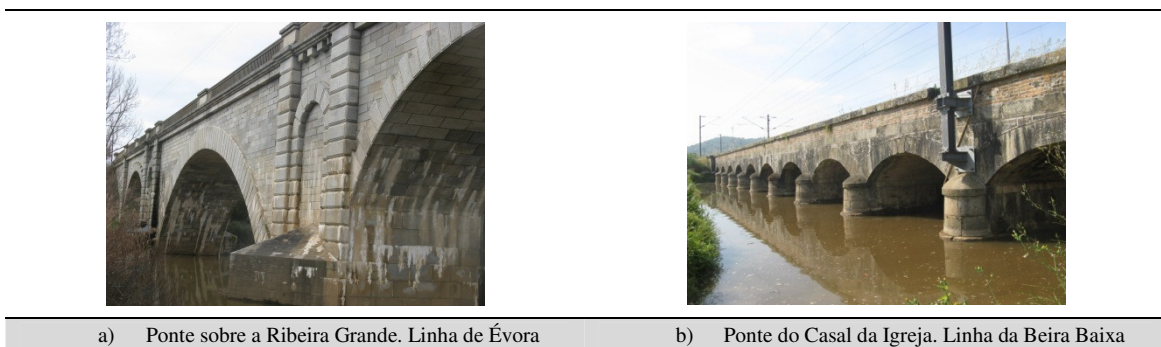 a) Ponte sobre a Ribeira Grande. Linha de Évora
b) Ponte do Casal da Igreja. Linha da Beira Baixa